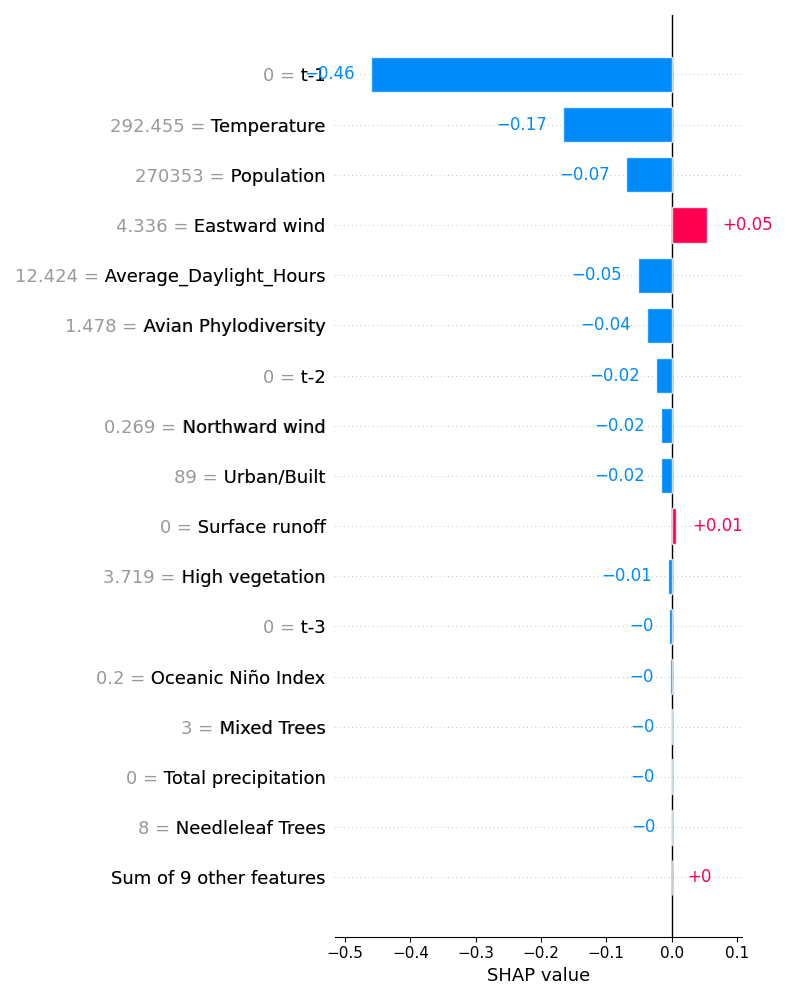 0 = t-1 −0.46
292.455 = Temperature −0.17
270353 = Population −0.07
4.336 = Eastward wind +0.05
12.424 = Average_Daylight_Hours −0.05
1.478 = Avian Phylodiversity −0.04
0 = t-2 −0.02
0.269 = Northward wind −0.02
89 = Urban/Built −0.02
0 = Surface runoff +0.01
3.719 = High vegetation −0.01
0 = t-3 −0
0.2 = Oceanic Niño Index −0
3 = Mixed Trees −0
0 = Total precipitation −0
8 = Needleleaf Trees −0
Sum of 9 other features +0
−0.5 −0.4 −0.3 −0.2 −0.1 0.0 0.1
SHAP value